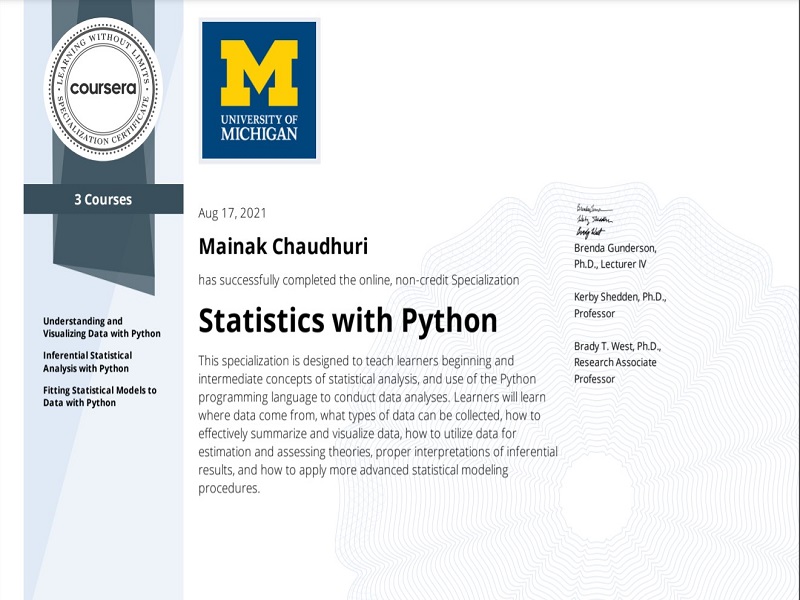 LEARNING WITHOUT LIMITS
coursera
SPECIALIZATION CERTIFICATE
UNIVERSITY OF
MICHIGAN
3 Courses
Understanding and
Visualizing Data with Python
Inferential Statistical
Analysis with Python
Fitting Statistical Models to
Data with Python
Aug 17, 2021
Mainak Chaudhuri
has successfully completed the online, non-credit Specialization
Statistics with Python
This specialization is designed to teach learners beginning and
intermediate concepts of statistical analysis, and use of the Python
programming language to conduct data analyses. Learners will learn
where data come from, what types of data can be collected, how to
effectively summarize and visualize data, how to utilize data for
estimation and assessing theories, proper interpretations of inferential
results, and how to apply more advanced statistical modeling
procedures.
Brenda Gunderson,
Ph.D., Lecturer IV
Kerby Shedden, Ph.D.,
Professor
Brady T. West, Ph.D.,
Research Associate
Professor